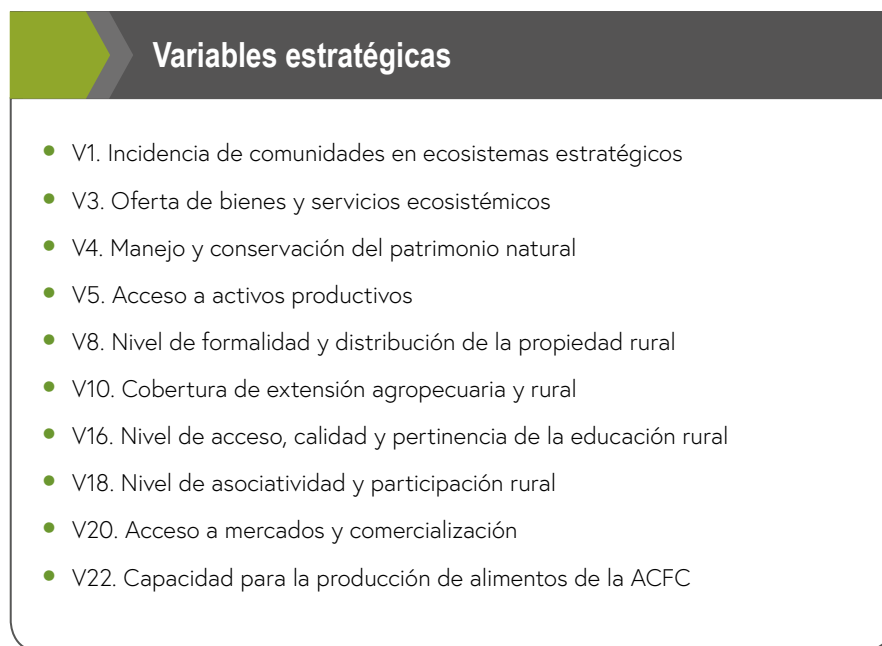 Variables estratégicas
• V1. Incidencia de comunidades en ecosistemas estratégicos
• V3. Oferta de bienes y servicios ecosistémicos
• V4. Manejo y conservación del patrimonio natural
• V5. Acceso a activos productivos
• V8. Nivel de formalidad y distribución de la propiedad rural
• V10. Cobertura de extensión agropecuaria y rural
• V16. Nivel de acceso, calidad y pertinencia de la educación rural
• V18. Nivel de asociatividad y participación rural
• V20. Acceso a mercados y comercialización
• V22. Capacidad para la producción de alimentos de la ACFC